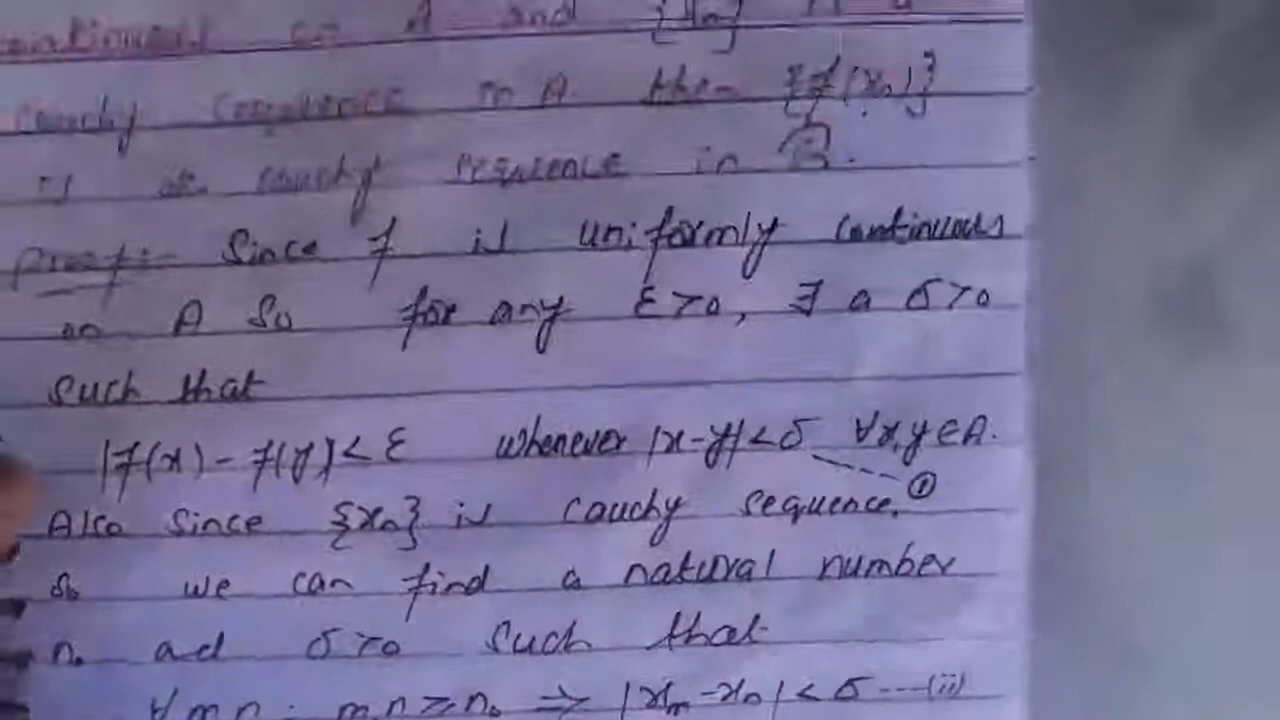 continuous on A and {xn} is a
cauchy sequence in A. then {f(xn)}
is a cauchy sequence in R.
proof:- Since f is uniformly continuous
on A So for any ε>0, ∃ a δ>0
such that
|f(x) - f(y)| < ε whenever |x-y| < δ ∀x,y∈A.
①
Also Since {xn} is cauchy sequence.
So we can find a natural number
n₀ ad δ>0 such that
∀ m,n : m,n ≥ n₀ ⇒ |xm - xn| < δ ---(ii)